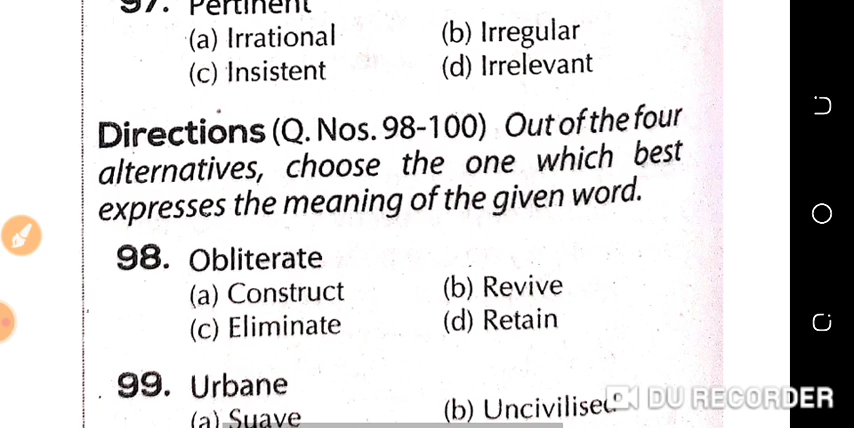 97. Pertinent
(a) Irrational (b) Irregular
(c) Insistent (d) Irrelevant
Directions (Q. Nos. 98-100) Out of the four
alternatives, choose the one which best
expresses the meaning of the given word.
98. Obliterate
(a) Construct (b) Revive
(c) Eliminate (d) Retain
99. Urbane
(a) Suave (b) Uncivilised
DU RECORDER